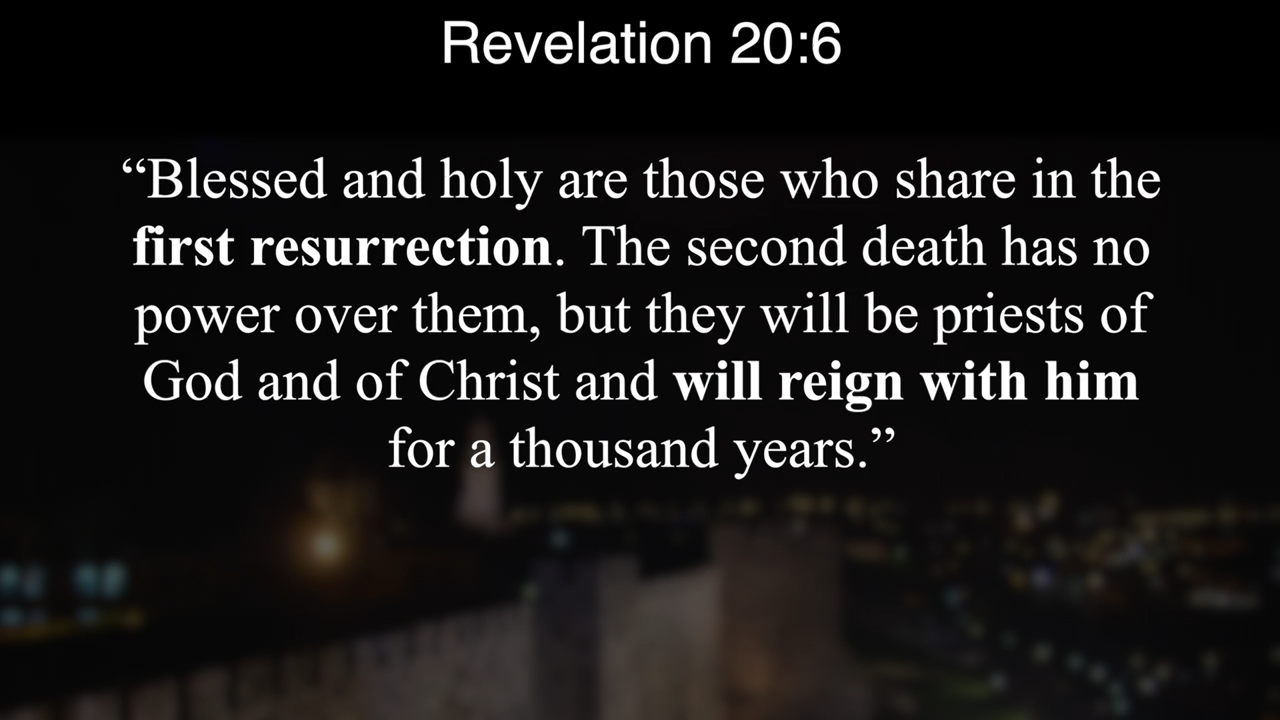 Revelation 20:6
“Blessed and holy are those who share in the
first resurrection. The second death has no
power over them, but they will be priests of
God and of Christ and will reign with him
for a thousand years.”